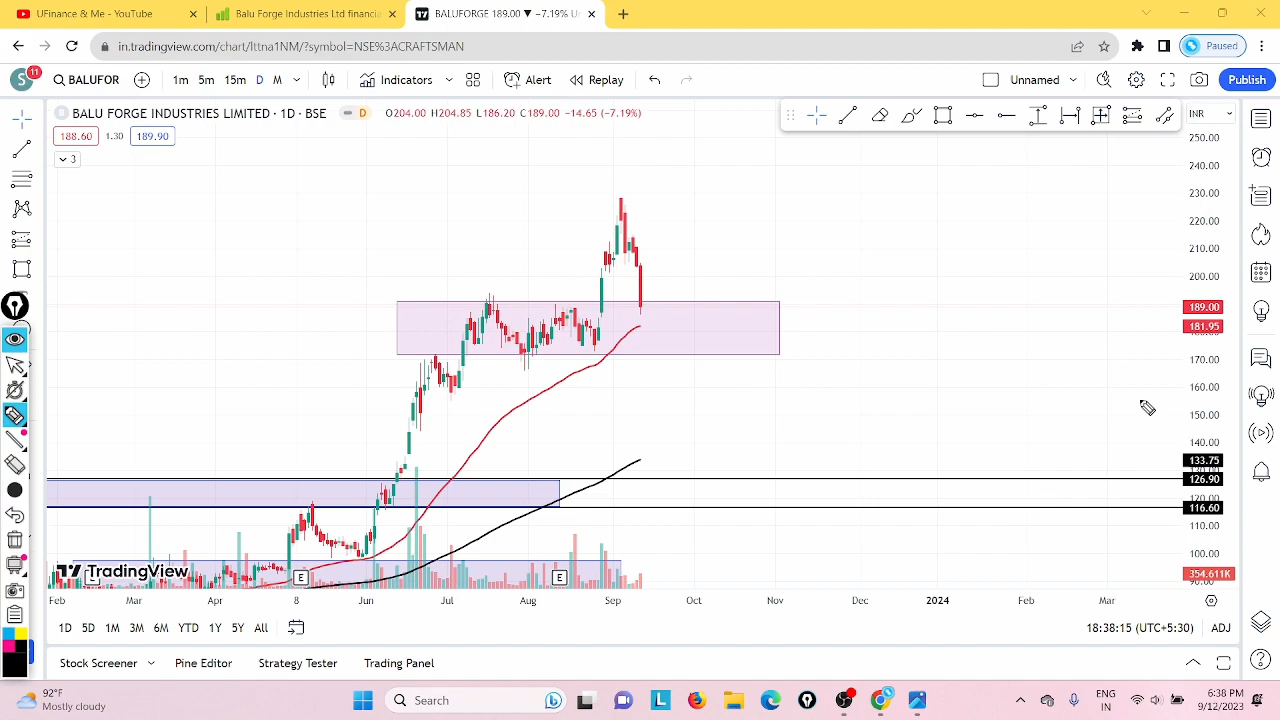 UFinance & Me - YouTube
Balu Forge Industries Ltd financia
BALUFORGE 189.00 ▼ −7.19% U
in.tradingview.com/chart/lttna1NM/?symbol=NSE%3ACRAFTSMAN
Paused
S 11 BALUFOR 1m 5m 15m D M Indicators Alert Replay Unnamed Publish
BALU FORGE INDUSTRIES LIMITED · 1D · BSE D O204.00 H204.85 L186.20 C189.00 −14.65 (−7.19%) INR
188.60 1.30 189.90
3
250.00
240.00
230.00
220.00
210.00
200.00
189.00
181.95
170.00
160.00
150.00
140.00
133.75
126.90
120.00
116.60
110.00
100.00
354.611K
90.00
TradingView
E E
Feb Mar Apr 8 Jun Jul Aug Sep Oct Nov Dec 2024 Feb Mar
1D 5D 1M 3M 6M YTD 1Y 5Y All 18:38:15 (UTC+5:30) ADJ
Stock Screener Pine Editor Strategy Tester Trading Panel
92°F
Mostly cloudy
Search
ENG
IN
6:38 PM
9/12/2023